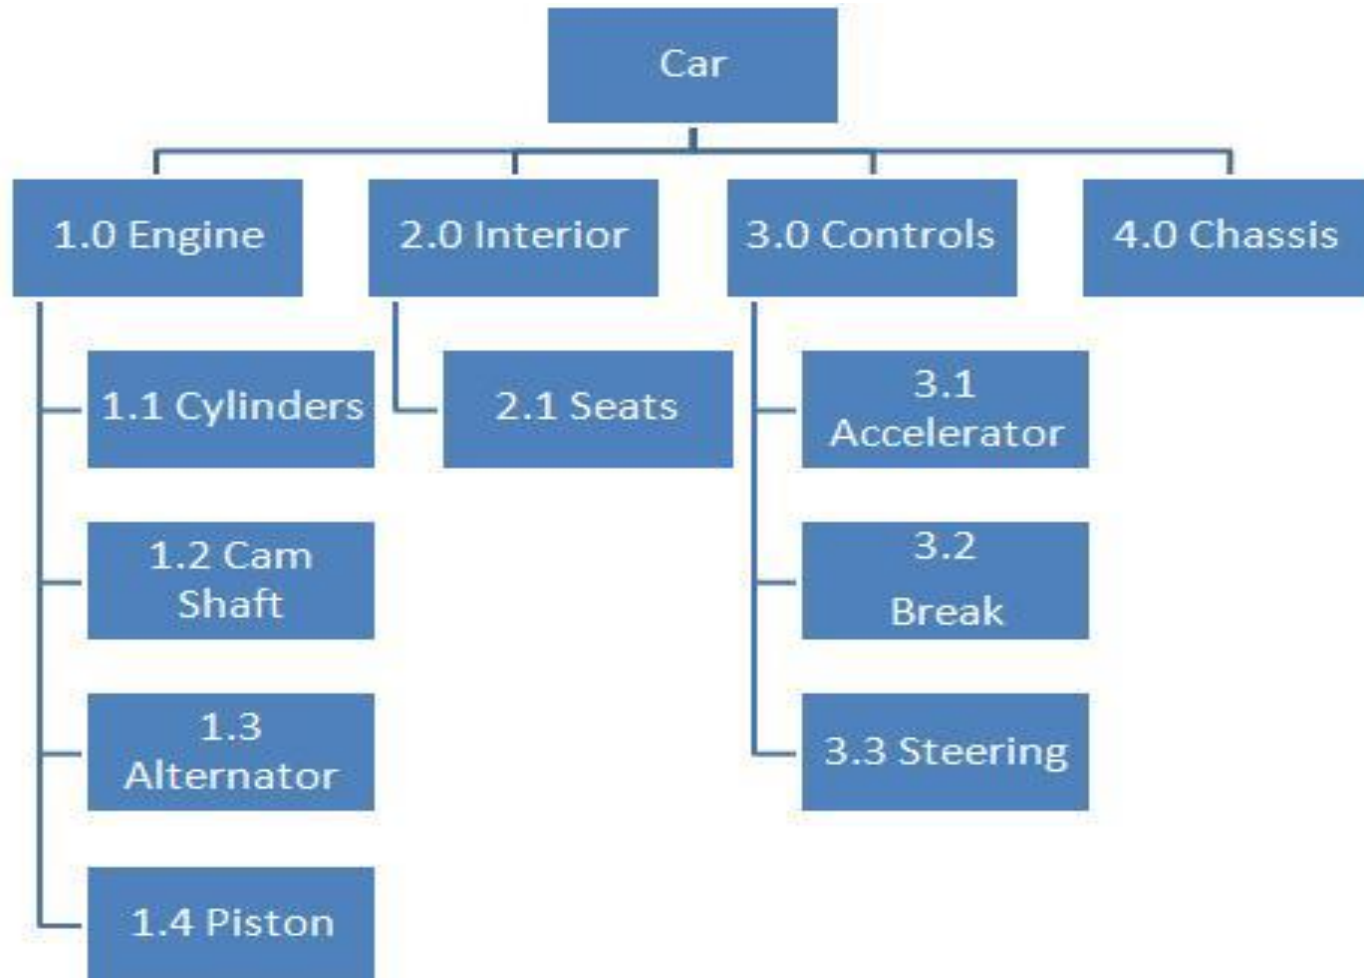 Car
1.0 Engine
2.0 Interior
3.0 Controls
4.0 Chassis
1.1 Cylinders
2.1 Seats
3.1
Accelerator
1.2 Cam
Shaft
3.2
Break
1.3
Alternator
3.3 Steering
1.4 Piston